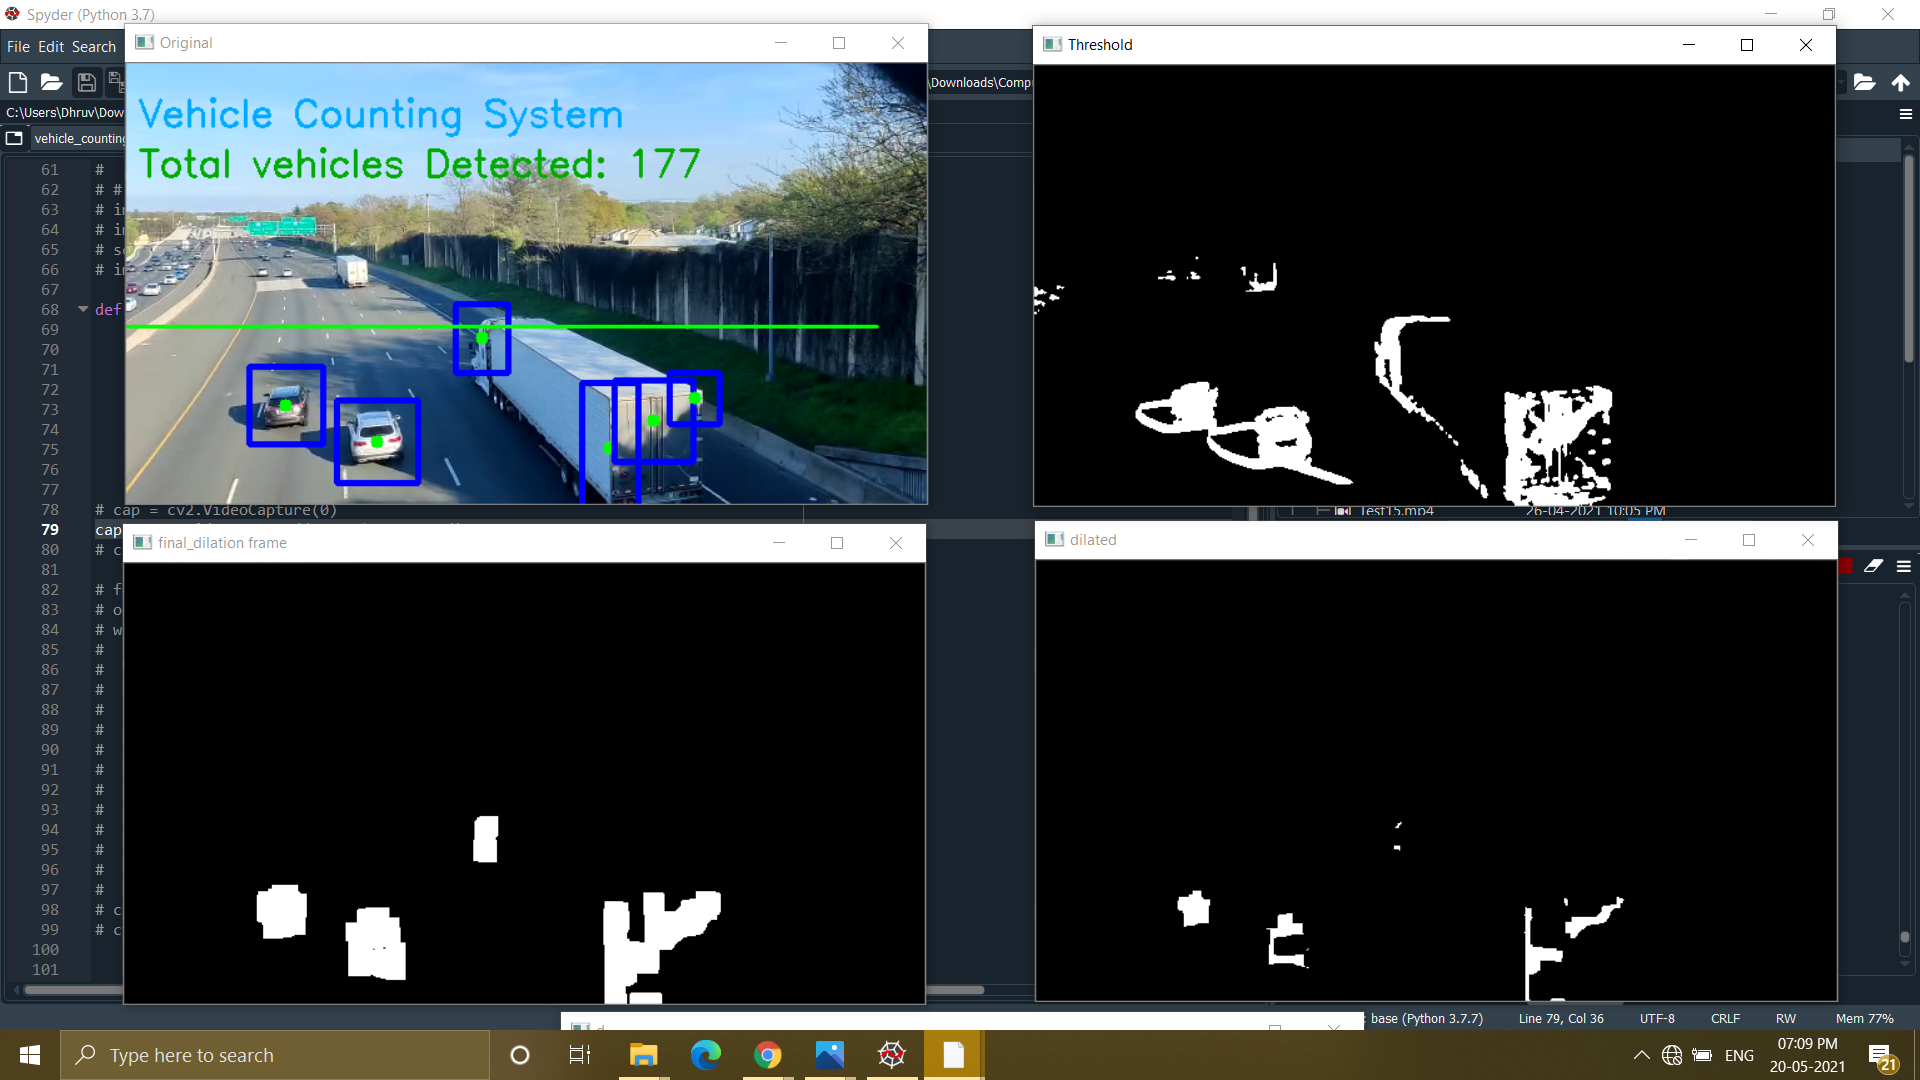 Spyder (Python 3.7)
File Edit Search
C:\Users\Dhruv\Dow
vehicle_counting
Original
Vehicle Counting System
Total vehicles Detected: 177
Threshold
\Downloads\Comp
61 #
62 # #
63
64
65
66
67
68 def
69
70
71
72
73
74
75
76
77
78 # cap = cv2.VideoCapture(0)
79 cap
80 # c
81
82 # f
83 # o
84 # w
85 #
86 #
87 #
88 #
89 #
90 #
91 #
92 #
93 #
94 #
95 #
96 #
97 #
98 # c
99 # c
100
101
Test15.mp4 26-04-2021 10:05 PM
final_dilation frame
dilated
base (Python 3.7.7) Line 79, Col 36 UTF-8 CRLF RW Mem 77%
Type here to search
ENG
07:09 PM
20-05-2021
21